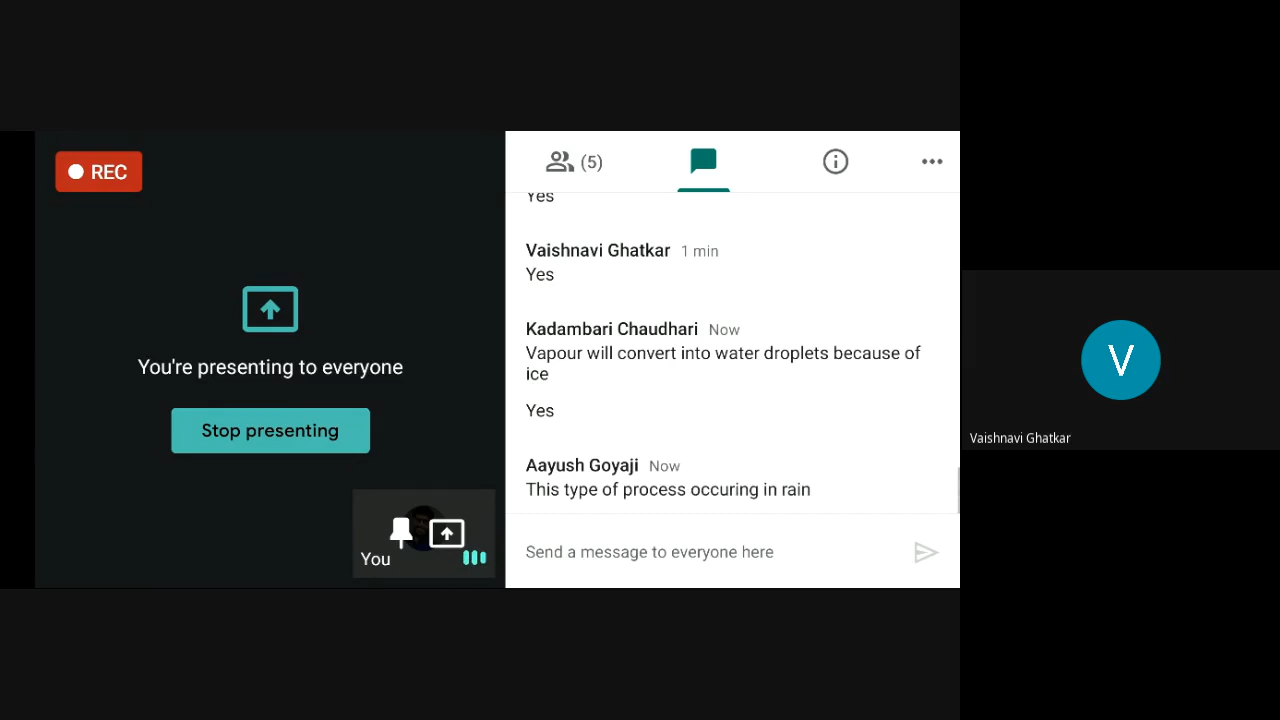 REC
You're presenting to everyone
Stop presenting
You
(5)
Yes
Vaishnavi Ghatkar 1 min
Yes
Kadambari Chaudhari Now
Vapour will convert into water droplets because of
ice
Yes
Aayush Goyaji Now
This type of process occuring in rain
Send a message to everyone here
V
Vaishnavi Ghatkar